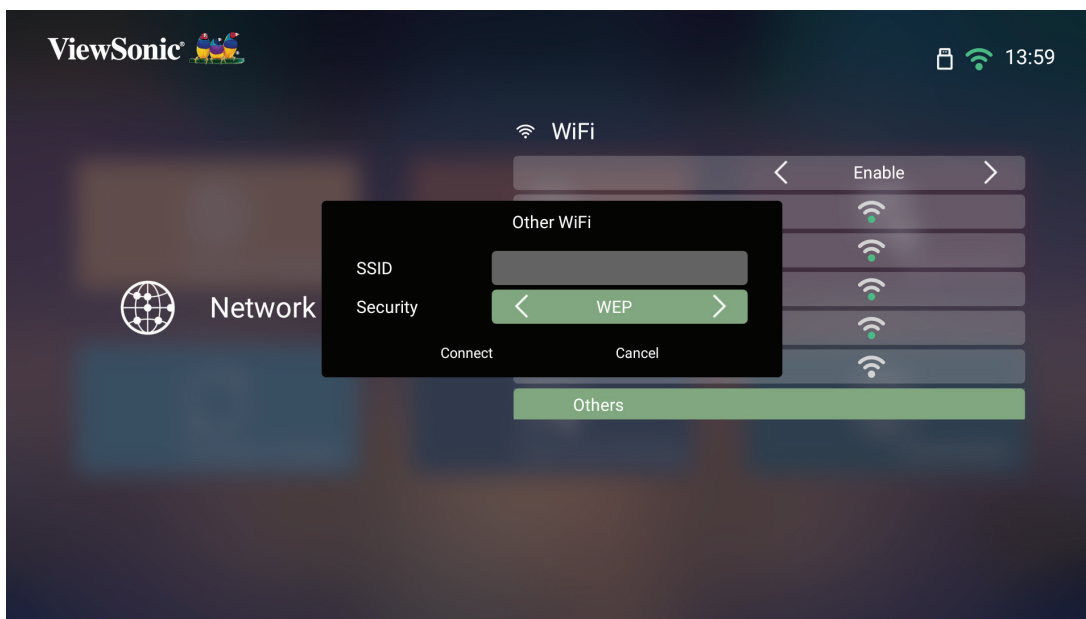 ViewSonic®
13:59
WiFi
Enable
Other WiFi
SSID
Network
Security
WEP
Connect
Cancel
Others